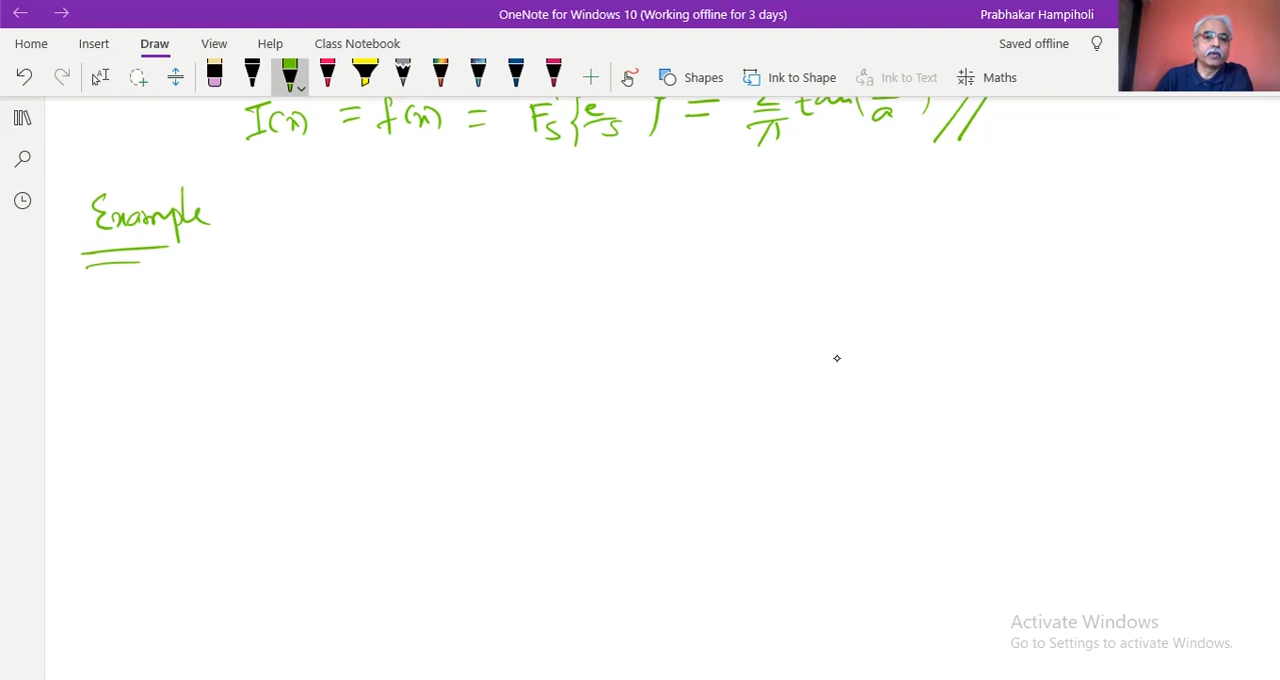 OneNote for Windows 10 (Working offline for 3 days)
Prabhakar Hampiholi
Home Insert Draw View Help Class Notebook
Saved offline
Shapes Ink to Shape Ink to Text Maths
I(x) = f(x) = Fs { e/s } = 2/π tan ( /a ) //
Example
Activate Windows
Go to Settings to activate Windows.